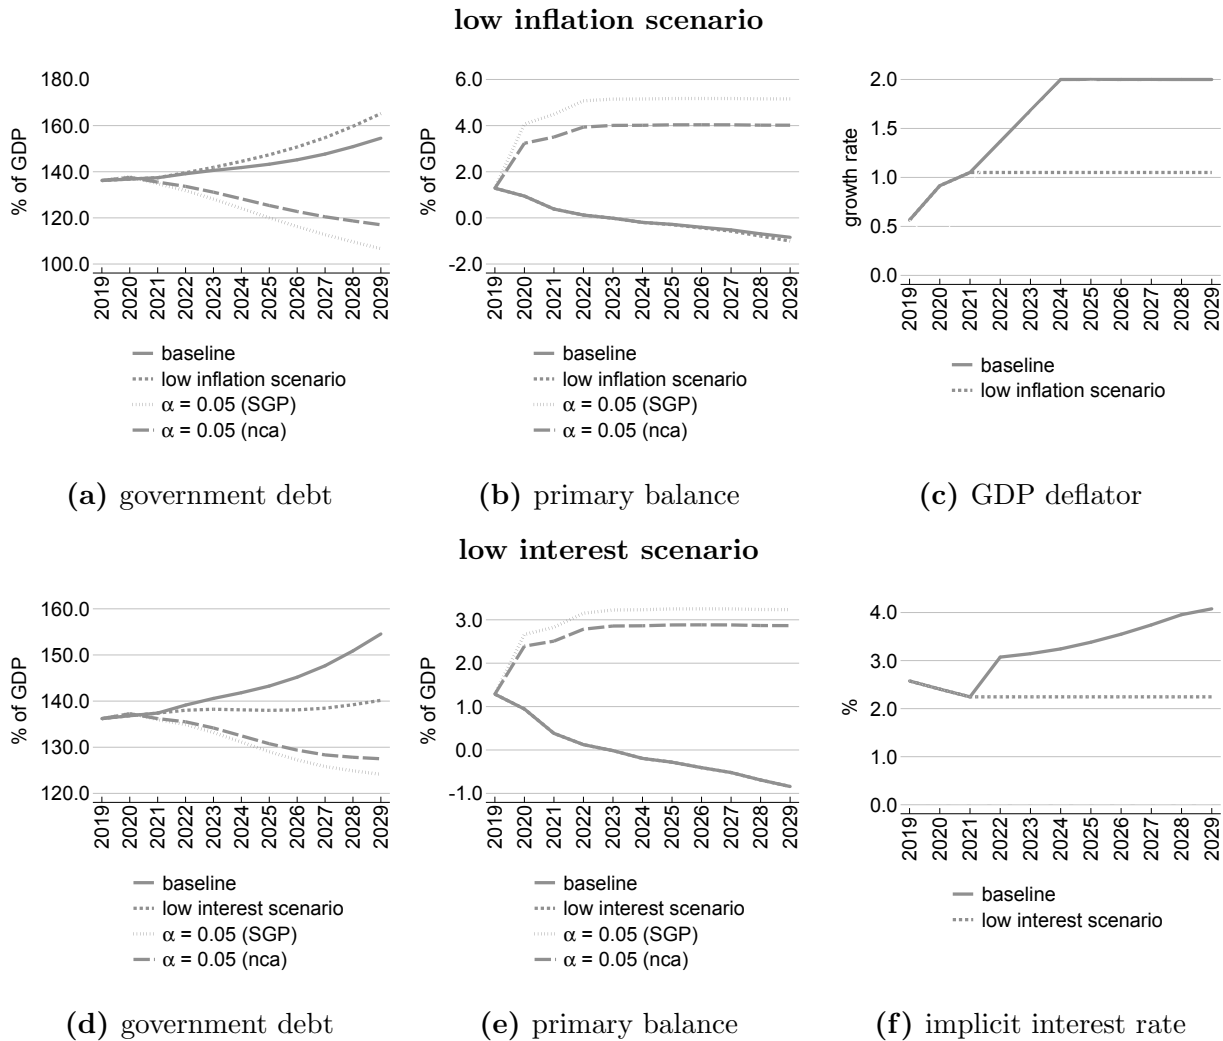 low inflation scenario
% of GDP
180.0
160.0
140.0
120.0
100.0
2019 2020 2021 2022 2023 2024 2025 2026 2027 2028 2029
baseline
low inflation scenario
α = 0.05 (SGP)
α = 0.05 (nca)
(a) government debt
% of GDP
6.0
4.0
2.0
0.0
-2.0
2019 2020 2021 2022 2023 2024 2025 2026 2027 2028 2029
baseline
low inflation scenario
α = 0.05 (SGP)
α = 0.05 (nca)
(b) primary balance
growth rate
2.0
1.5
1.0
0.5
0.0
2019 2020 2021 2022 2023 2024 2025 2026 2027 2028 2029
baseline
low inflation scenario
(c) GDP deflator
low interest scenario
% of GDP
160.0
150.0
140.0
130.0
120.0
2019 2020 2021 2022 2023 2024 2025 2026 2027 2028 2029
baseline
low interest scenario
α = 0.05 (SGP)
α = 0.05 (nca)
(d) government debt
% of GDP
3.0
2.0
1.0
0.0
-1.0
2019 2020 2021 2022 2023 2024 2025 2026 2027 2028 2029
baseline
low interest scenario
α = 0.05 (SGP)
α = 0.05 (nca)
(e) primary balance
%
4.0
3.0
2.0
1.0
0.0
2019 2020 2021 2022 2023 2024 2025 2026 2027 2028 2029
baseline
low interest scenario
(f) implicit interest rate